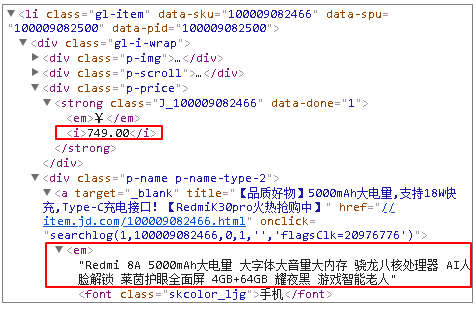 ▼<li class="gl-item" data-sku="100009082466" data-spu=
"100009082500" data-pid="100009082500">
▼<div class="gl-i-wrap">
▶<div class="p-img">…</div>
▶<div class="p-scroll">…</div>
▼<div class="p-price">
▼<strong class="J_100009082466" data-done="1">
<em>￥</em>
<i>749.00</i>
</strong>
</div>
▼<div class="p-name p-name-type-2">
▼<a target="_blank" title="【品质好物】5000mAh大电量,支持18W快
充,Type-C充电接口!【RedmiK30pro火热抢购中】" href="//
item.jd.com/100009082466.html" onclick=
"searchlog(1,100009082466,0,1,'','flagsClk=20976776')">
▼<em>
"Redmi 8A 5000mAh大电量 大字体大音量大内存 骁龙八核处理器 AI人
脸解锁 莱茵护眼全面屏 4GB+64GB 耀夜黑 游戏智能老人"
<font class="skcolor_ljg">手机</font>